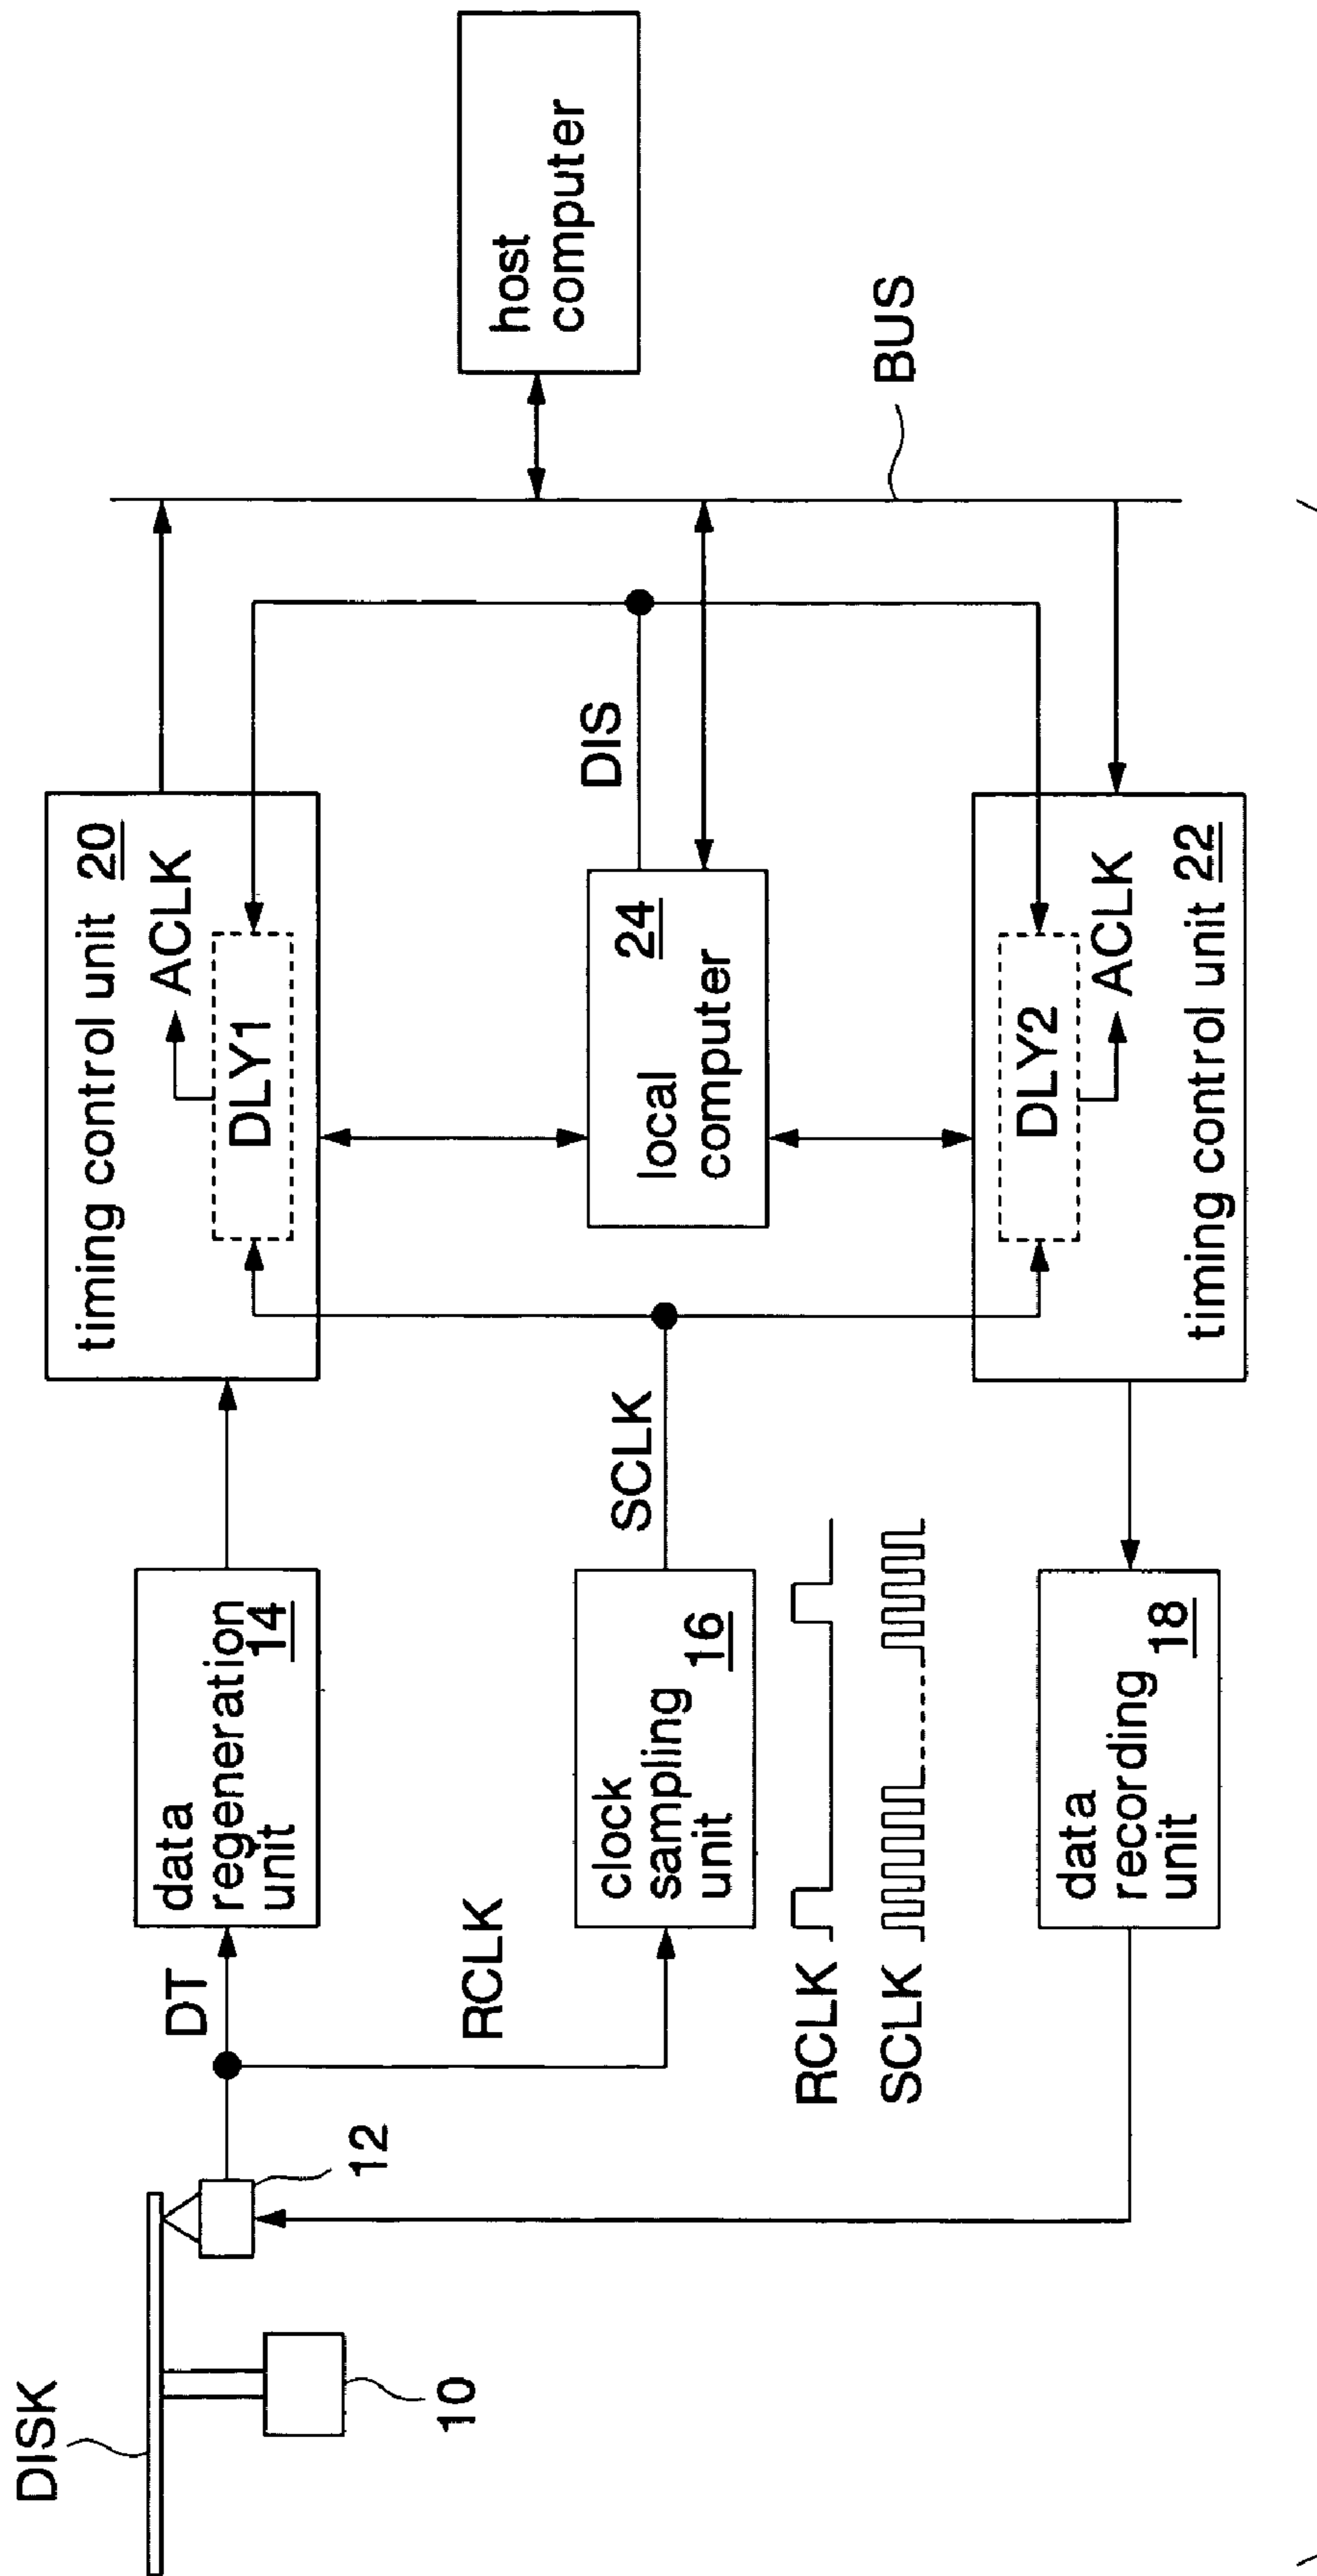 DISK
10
12
DT
RCLK
data
regeneration
unit 14
clock
sampling
unit 16
RCLK
SCLK
data
recording
unit 18
SCLK
timing control unit 20
ACLK
DLY1
local
computer
24
DIS
DLY2
ACLK
timing control unit 22
BUS
host
computer